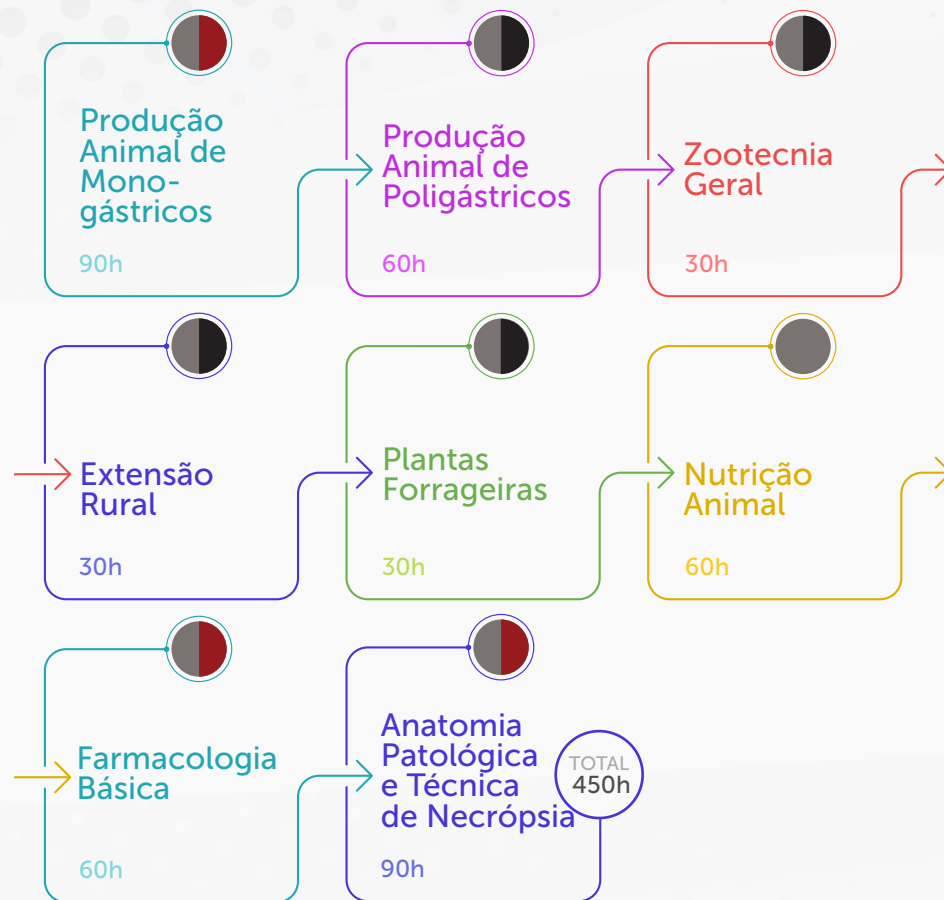 Produção
Animal de
Mono-
gástricos
90h
Produção
Animal de
Poligástricos
60h
Zootecnia
Geral
30h
Extensão
Rural
30h
Plantas
Forrageiras
30h
Nutrição
Animal
60h
Farmacologia
Básica
60h
Anatomia
Patológica
e Técnica
de Necrópsia
90h
TOTAL
450h